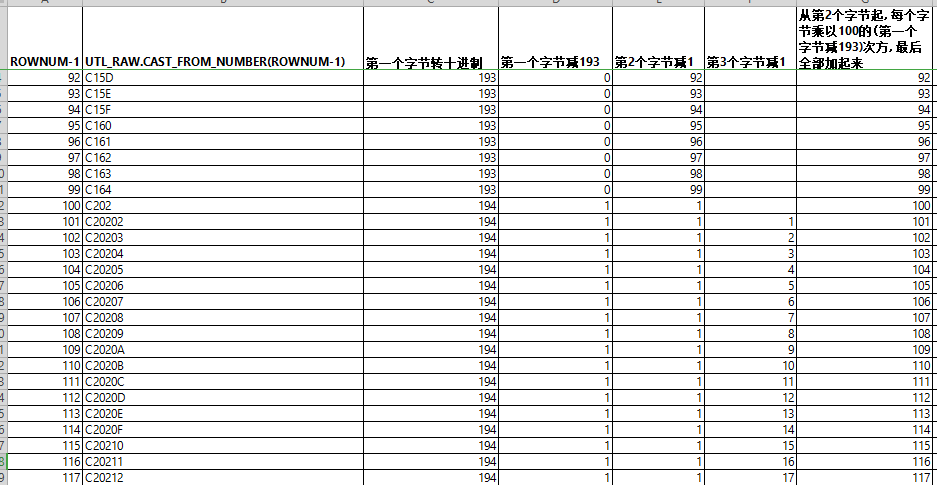 从第2个字节起,每个字
节乘以100的(第一个
字节减193)次方,最后
全部加起来
ROWNUM-1 UTL_RAW.CAST_FROM_NUMBER(ROWNUM-1) 第一个字节转十进制 第一个字节减193 第2个字节减1 第3个字节减1
92 C15D 193 0 92 92
93 C15E 193 0 93 93
94 C15F 193 0 94 94
95 C160 193 0 95 95
96 C161 193 0 96 96
97 C162 193 0 97 97
98 C163 193 0 98 98
99 C164 193 0 99 99
100 C202 194 1 1 100
101 C20202 194 1 1 1 101
102 C20203 194 1 1 2 102
103 C20204 194 1 1 3 103
104 C20205 194 1 1 4 104
105 C20206 194 1 1 5 105
106 C20207 194 1 1 6 106
107 C20208 194 1 1 7 107
108 C20209 194 1 1 8 108
109 C2020A 194 1 1 9 109
110 C2020B 194 1 1 10 110
111 C2020C 194 1 1 11 111
112 C2020D 194 1 1 12 112
113 C2020E 194 1 1 13 113
114 C2020F 194 1 1 14 114
115 C20210 194 1 1 15 115
116 C20211 194 1 1 16 116
117 C20212 194 1 1 17 117